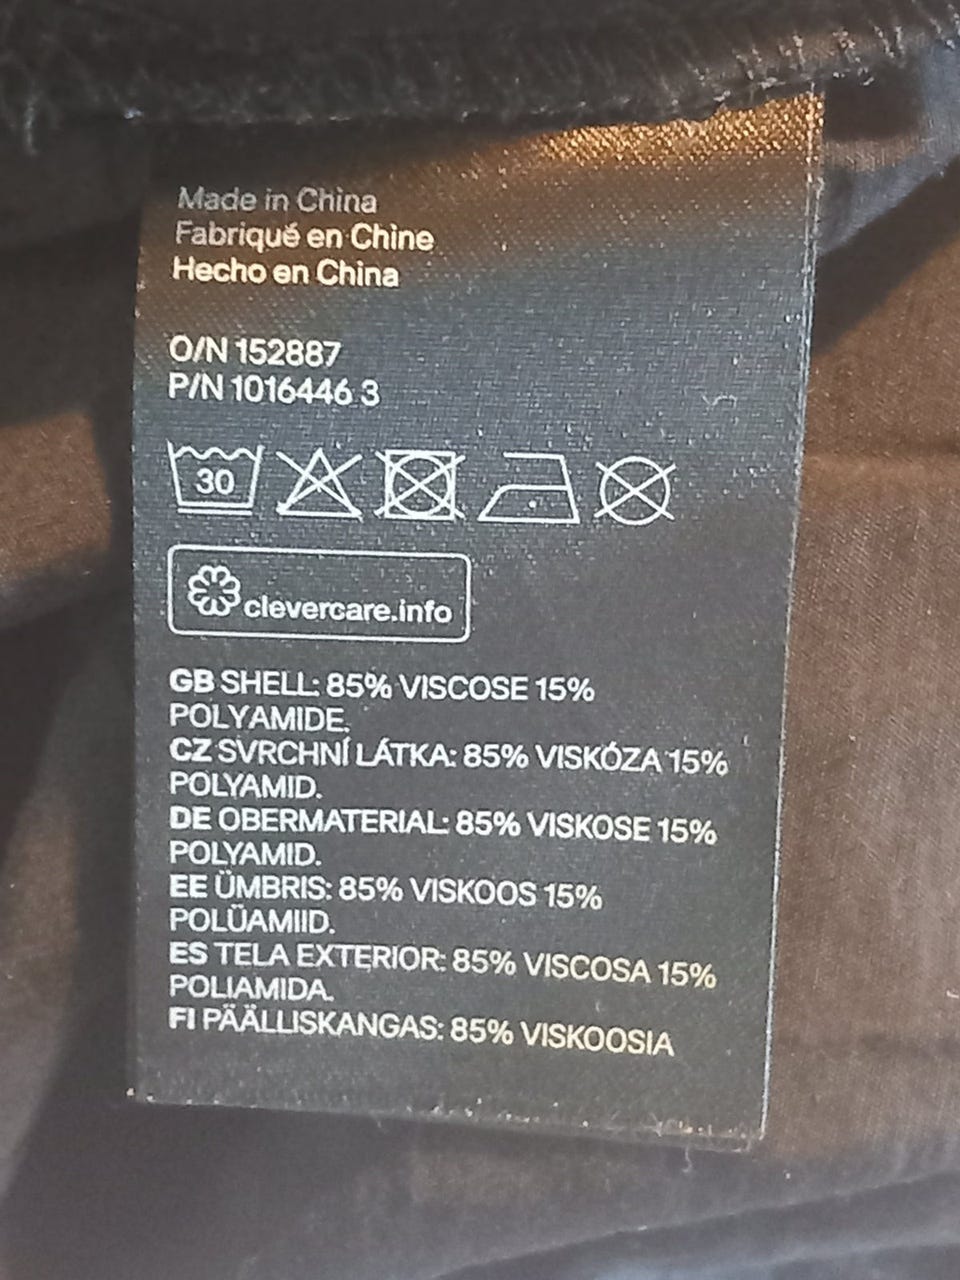 Made in China
Fabriqué en Chine
Hecho en China
O/N 152887
P/N 1016446 3
30
clevercare.info
GB SHELL: 85% VISCOSE 15%
POLYAMIDE.
CZ SVRCHNÍ LÁTKA: 85% VISKÓZA 15%
POLYAMID.
DE OBERMATERIAL: 85% VISKOSE 15%
POLYAMID.
EE ÜMBRIS: 85% VISKOOS 15%
POLÜAMIID.
ES TELA EXTERIOR: 85% VISCOSA 15%
POLIAMIDA.
FI PÄÄLLISKANGAS: 85% VISKOOSIA